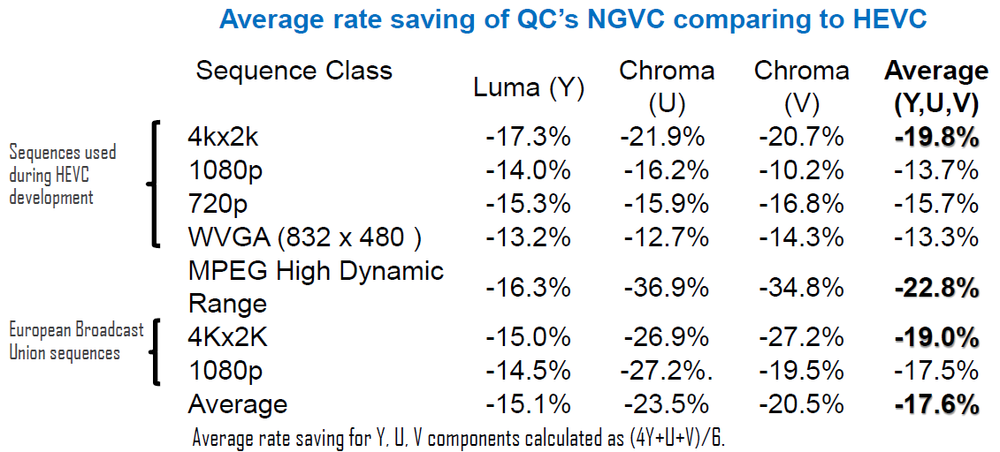 Average rate saving of QC’s NGVC comparing to HEVC
Sequence Class Luma (Y) Chroma (U) Chroma (V) Average (Y,U,V)
Sequences used
during HEVC
development
4kx2k -17.3% -21.9% -20.7% -19.8%
1080p -14.0% -16.2% -10.2% -13.7%
720p -15.3% -15.9% -16.8% -15.7%
WVGA (832 x 480 ) -13.2% -12.7% -14.3% -13.3%
MPEG High Dynamic
Range -16.3% -36.9% -34.8% -22.8%
European Broadcast
Union sequences
4Kx2K -15.0% -26.9% -27.2% -19.0%
1080p -14.5% -27.2%. -19.5% -17.5%
Average -15.1% -23.5% -20.5% -17.6%
Average rate saving for Y, U, V components calculated as (4Y+U+V)/6.